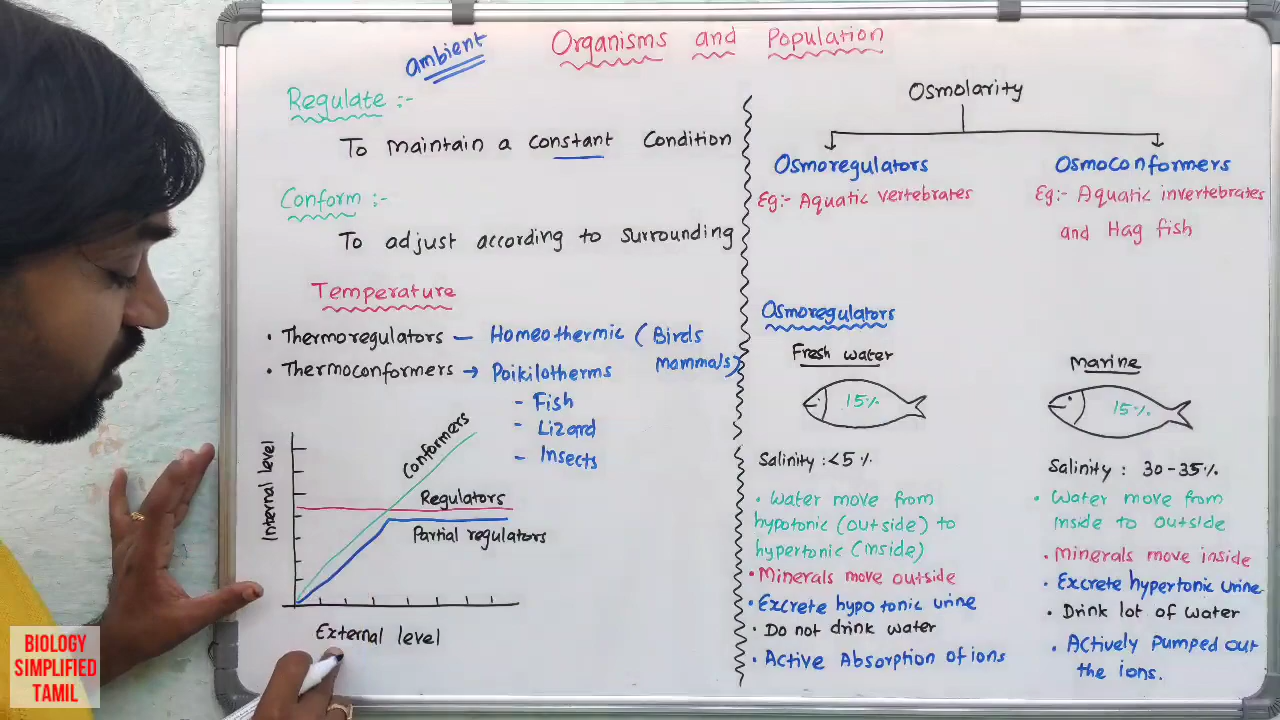 Organisms and Population
ambient
Regulate :-
To maintain a constant Condition
Conform :-
To adjust according to Surrounding
Temperature
• Thermoregulators — Homeothermic (Birds
mammals)
• Thermoconformers → Poikilotherms
- Fish
- Lizard
- Insects
Internal level
Conformers
Regulators
Partial regulators
External level
Osmolarity
Osmoregulators
Eg:- Aquatic vertebrates
Osmoconformers
Eg:- Aquatic invertebrates
and Hag fish
Osmoregulators
Fresh water
15%
Salinity : <5%
• Water move from
hypotonic (outside) to
hypertonic (inside)
• Minerals move outside
• Excrete hypotonic urine
• Do not drink water
• Active Absorption of ions
Marine
15%
Salinity : 30-35%
• Water move from
inside to outside
• Minerals move inside
• Excrete hypertonic urine
• Drink lot of water
• Actively pumped out
the ions.
BIOLOGY
SIMPLIFIED
TAMIL